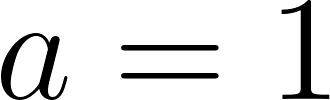 a = 1